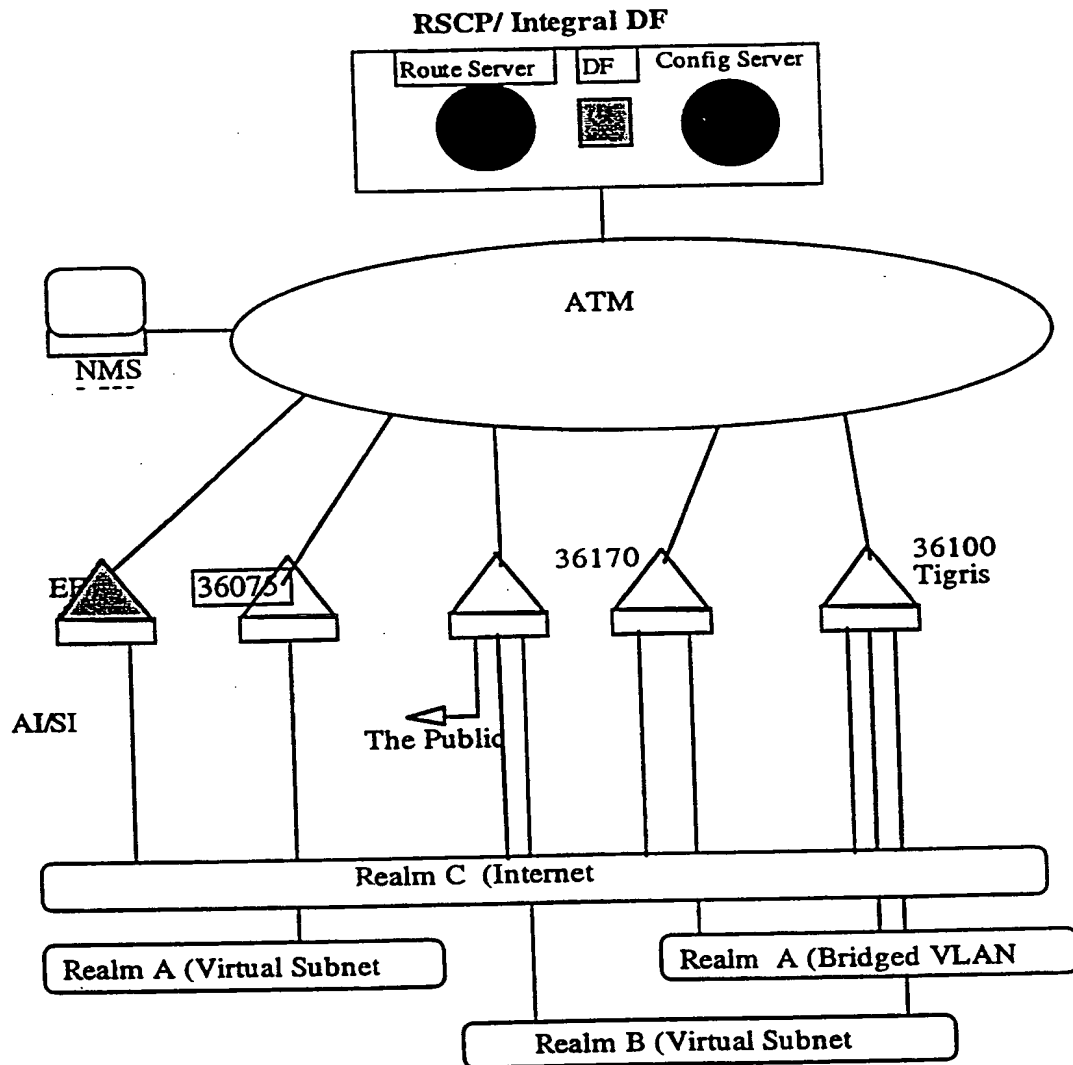 RSCP/ Integral DF
Route Server
DF
Config Server
ATM
NMS
36075
36170
36100
Tigris
AI/SI
The Public
Realm C (Internet
Realm A (Virtual Subnet
Realm A (Bridged VLAN
Realm B (Virtual Subnet